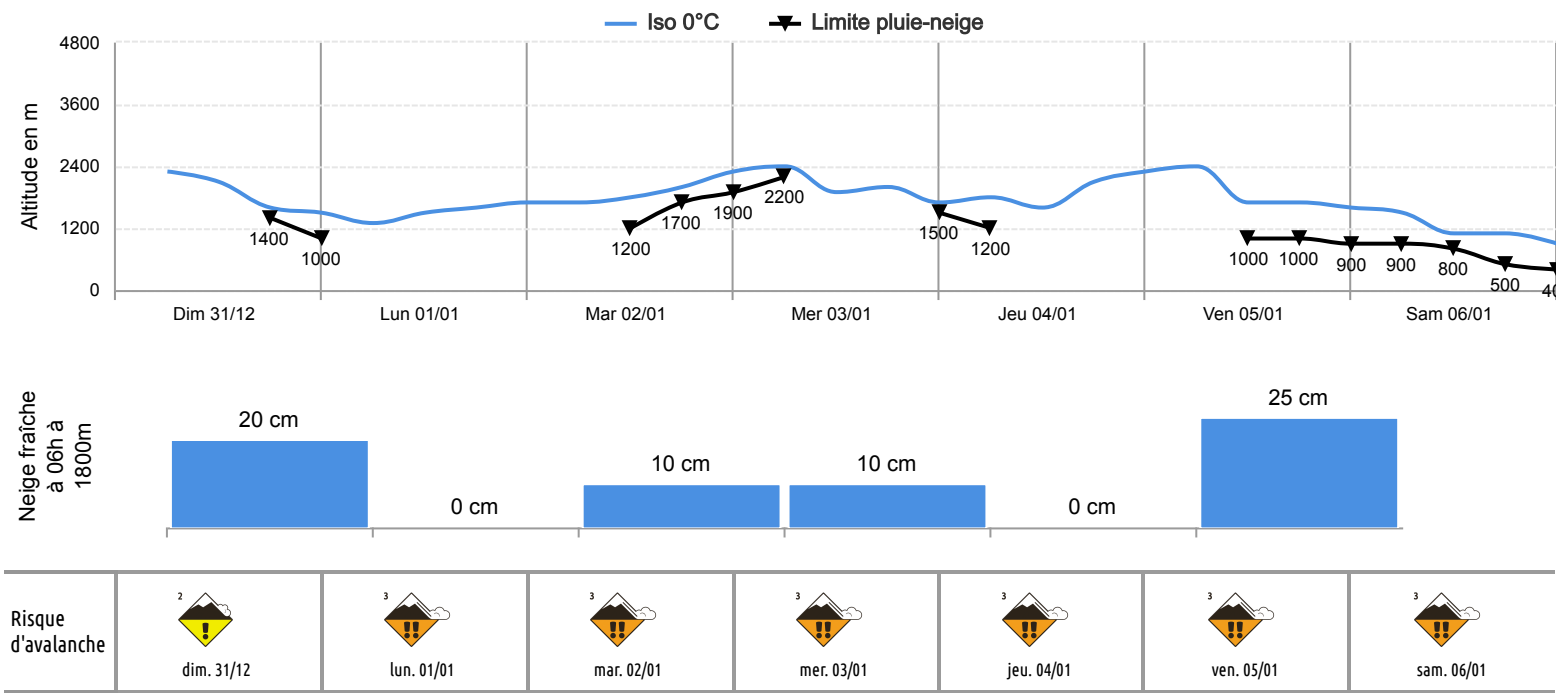 Iso 0°C
Limite pluie-neige
Altitude en m
4800
3600
2400
1200
0
1400
1000
1200
1700
1900
2200
1500
1200
1000
1000
900
900
800
500
40
Dim 31/12
Lun 01/01
Mar 02/01
Mer 03/01
Jeu 04/01
Ven 05/01
Sam 06/01
Neige fraîche
à 06h à
1800m
20 cm
0 cm
10 cm
10 cm
0 cm
25 cm
Risque
d'avalanche
2
!
dim. 31/12
3
!!
lun. 01/01
3
!!
mar. 02/01
3
!!
mer. 03/01
3
!!
jeu. 04/01
3
!!
ven. 05/01
3
!!
sam. 06/01